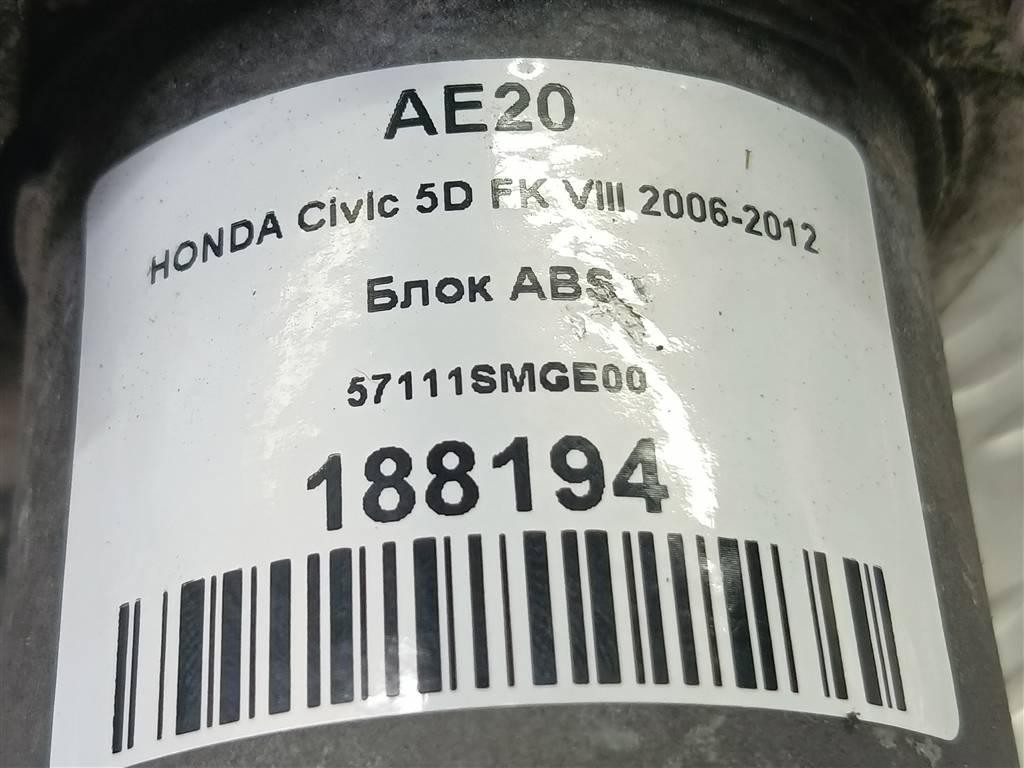 AE20
HONDA Civic 5D FK VIII 2006-2012
Блок ABS
57111SMGE00
188194